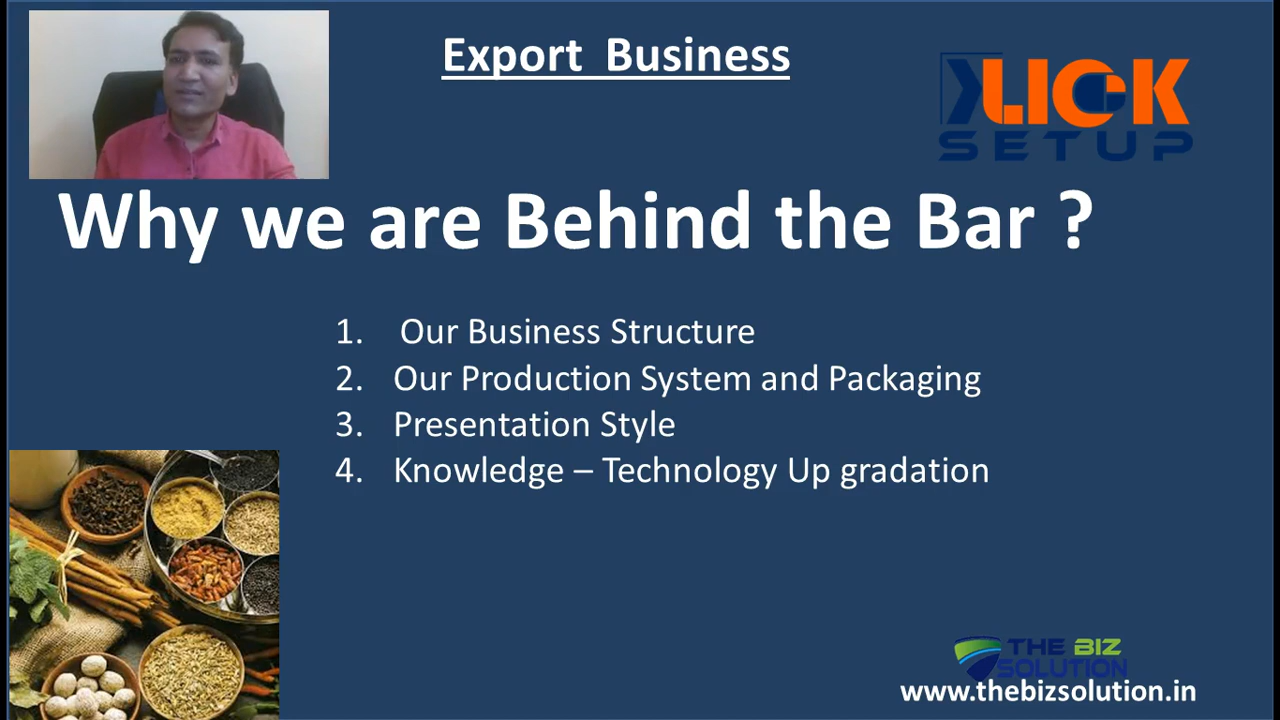 Export Business
KLICK
SETUP
Why we are Behind the Bar ?
1. Our Business Structure
2. Our Production System and Packaging
3. Presentation Style
4. Knowledge – Technology Up gradation
THE BIZ
SOLUTION
www.thebizsolution.in